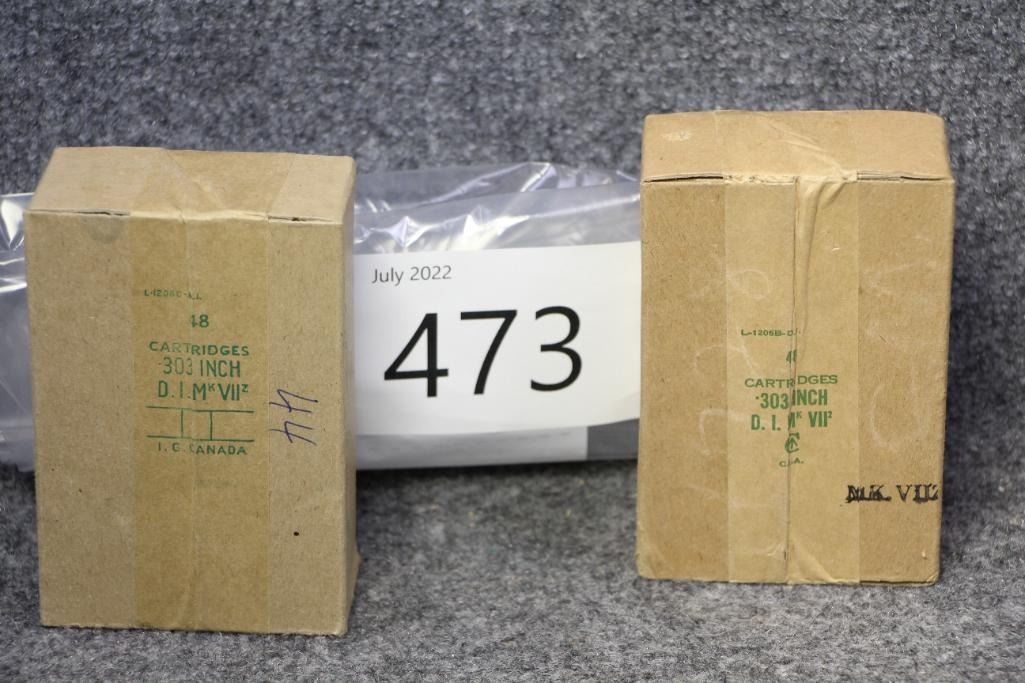 L-1206
48
CARTRIDGES
.303 INCH
D. I. Mᴷ VIIᶻ
I. G. CANADA
44
July 2022
473
L-1206B-
48
CARTRIDGES
.303 INCH
D. I. Mᴷ VIIᶻ
MK. VIIZ